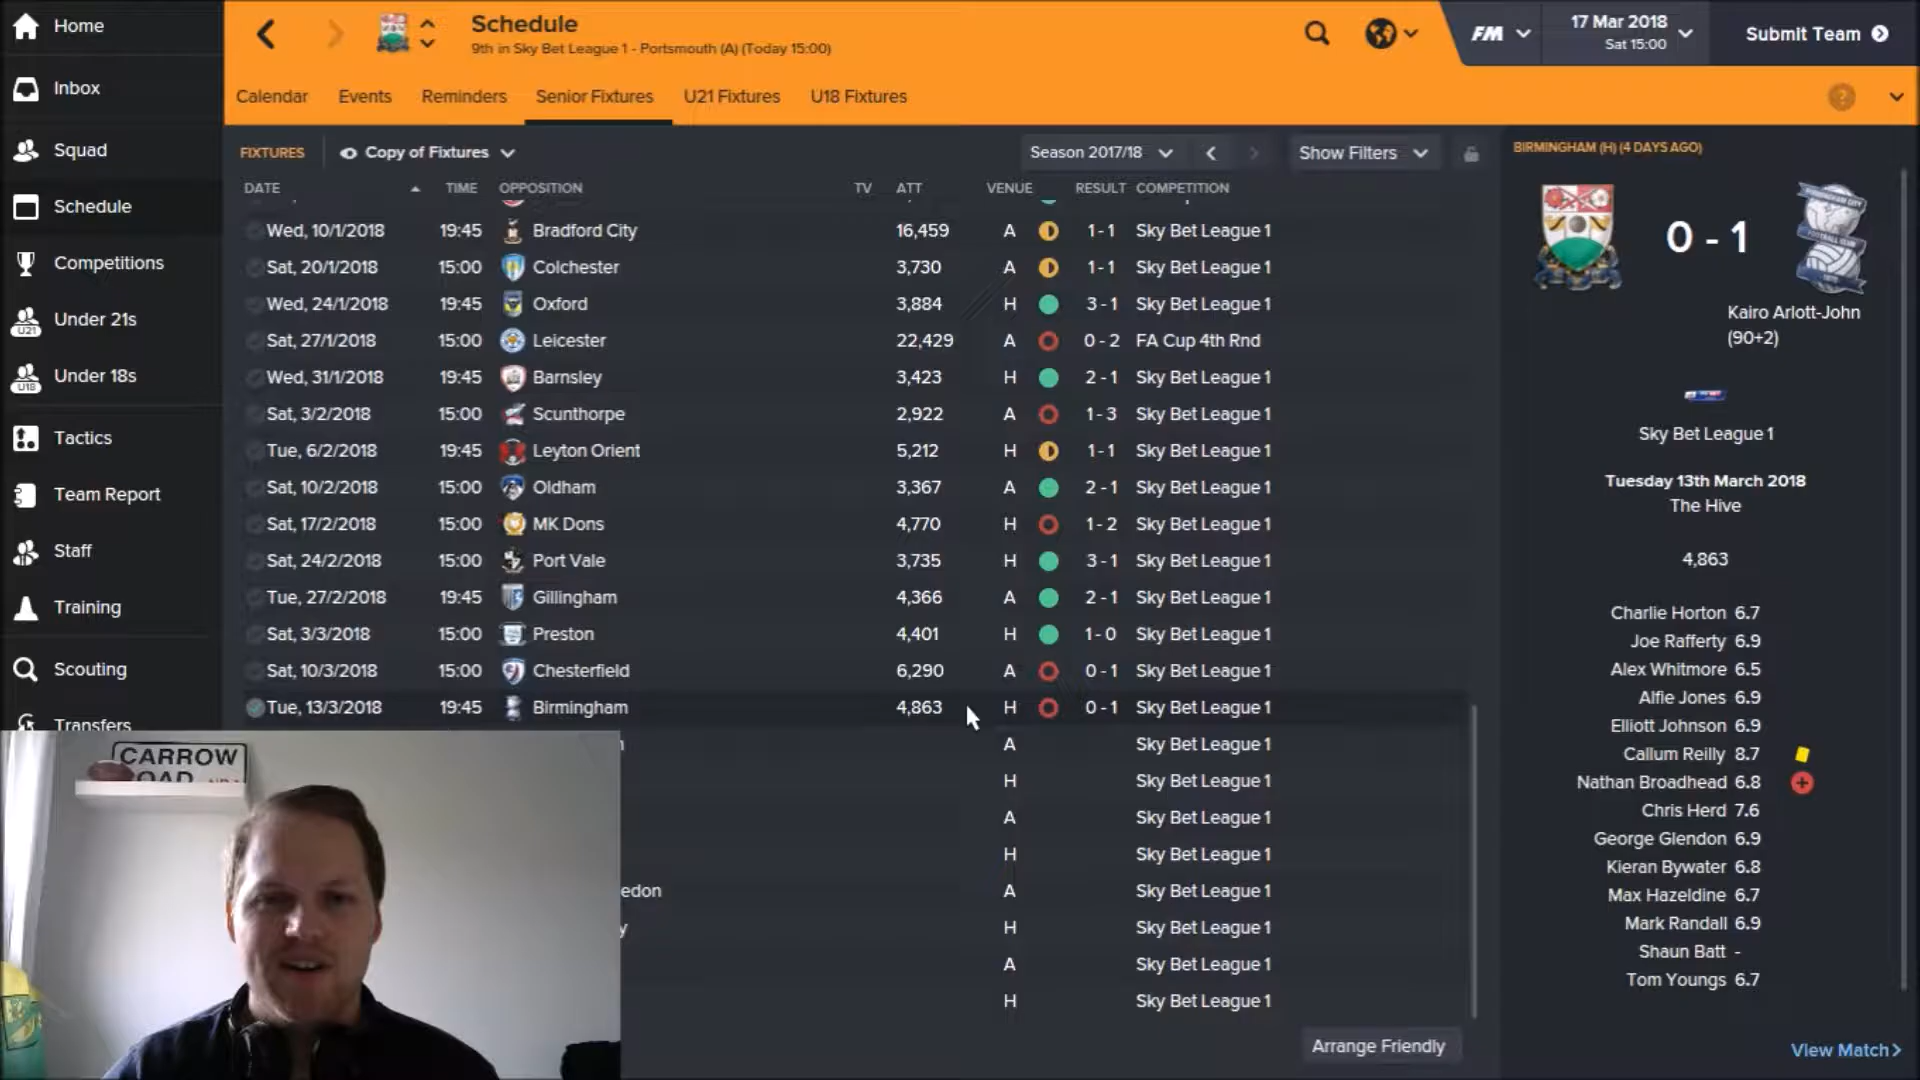 Home
Inbox
Squad
Schedule
Competitions
U21
Under 21s
U18
Under 18s
Tactics
Team Report
Staff
Training
Scouting
Transfers
Schedule
9th in Sky Bet League 1 - Portsmouth (A) (Today 15:00)
FM
17 Mar 2018
Sat 15:00
Submit Team
Calendar Events Reminders Senior Fixtures U21 Fixtures U18 Fixtures
?
FIXTURES Copy of Fixtures Season 2017/18 Show Filters
DATE TIME OPPOSITION TV ATT VENUE RESULT COMPETITION
Wed, 10/1/2018 19:45 Bradford City 16,459 A 1 - 1 Sky Bet League 1
Sat, 20/1/2018 15:00 Colchester 3,730 A 1 - 1 Sky Bet League 1
Wed, 24/1/2018 19:45 Oxford 3,884 H 3 - 1 Sky Bet League 1
Sat, 27/1/2018 15:00 Leicester 22,429 A 0 - 2 FA Cup 4th Rnd
Wed, 31/1/2018 19:45 Barnsley 3,423 H 2 - 1 Sky Bet League 1
Sat, 3/2/2018 15:00 Scunthorpe 2,922 A 1 - 3 Sky Bet League 1
Tue, 6/2/2018 19:45 Leyton Orient 5,212 H 1 - 1 Sky Bet League 1
Sat, 10/2/2018 15:00 Oldham 3,367 A 2 - 1 Sky Bet League 1
Sat, 17/2/2018 15:00 MK Dons 4,770 H 1 - 2 Sky Bet League 1
Sat, 24/2/2018 15:00 Port Vale 3,735 H 3 - 1 Sky Bet League 1
Tue, 27/2/2018 19:45 Gillingham 4,366 A 2 - 1 Sky Bet League 1
Sat, 3/3/2018 15:00 Preston 4,401 H 1 - 0 Sky Bet League 1
Sat, 10/3/2018 15:00 Chesterfield 6,290 A 0 - 1 Sky Bet League 1
Tue, 13/3/2018 19:45 Birmingham 4,863 H 0 - 1 Sky Bet League 1
A Sky Bet League 1
H Sky Bet League 1
A Sky Bet League 1
H Sky Bet League 1
edon A Sky Bet League 1
y H Sky Bet League 1
A Sky Bet League 1
H Sky Bet League 1
Arrange Friendly
CARROW
OAD
BIRMINGHAM (H) (4 DAYS AGO)
0 - 1
Kairo Arlott-John
(90+2)
Sky Bet League 1
Tuesday 13th March 2018
The Hive
4,863
Charlie Horton 6.7
Joe Rafferty 6.9
Alex Whitmore 6.5
Alfie Jones 6.9
Elliott Johnson 6.9
Callum Reilly 8.7
Nathan Broadhead 6.8
Chris Herd 7.6
George Glendon 6.9
Kieran Bywater 6.8
Max Hazeldine 6.7
Mark Randall 6.9
Shaun Batt -
Tom Youngs 6.7
View Match>